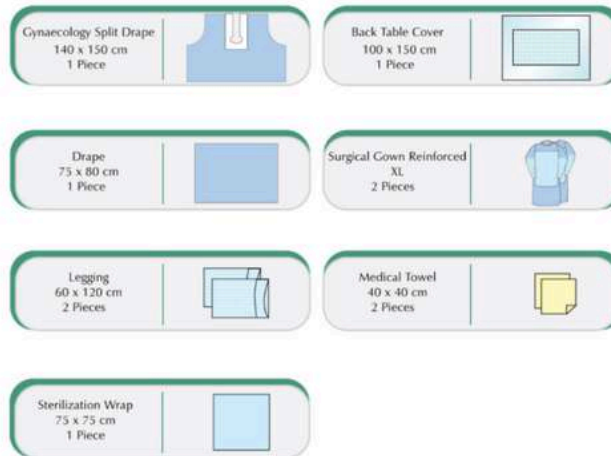 Gynaecology Split Drape
140 x 150 cm
1 Piece
Back Table Cover
100 x 150 cm
1 Piece
Drape
75 x 80 cm
1 Piece
Surgical Gown Reinforced
XL
2 Pieces
Legging
60 x 120 cm
2 Pieces
Medical Towel
40 x 40 cm
2 Pieces
Sterilization Wrap
75 x 75 cm
1 Piece